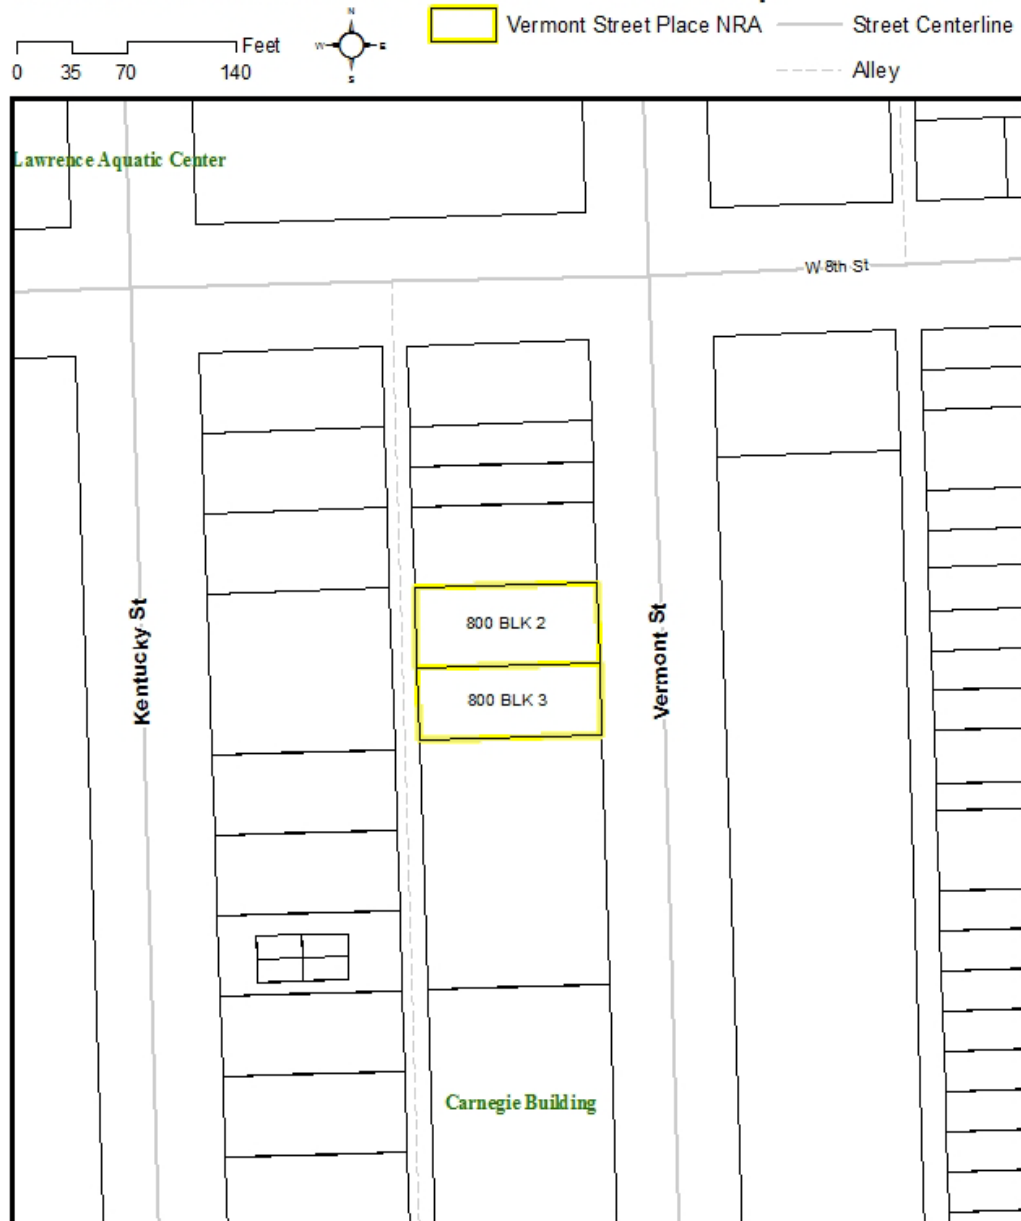 N
W
E
S
Feet
0 35 70 140
Vermont Street Place NRA
Street Centerline
Alley
Lawrence Aquatic Center
W 8th St
Kentucky St
Vermont St
800 BLK 2
800 BLK 3
Carnegie Building